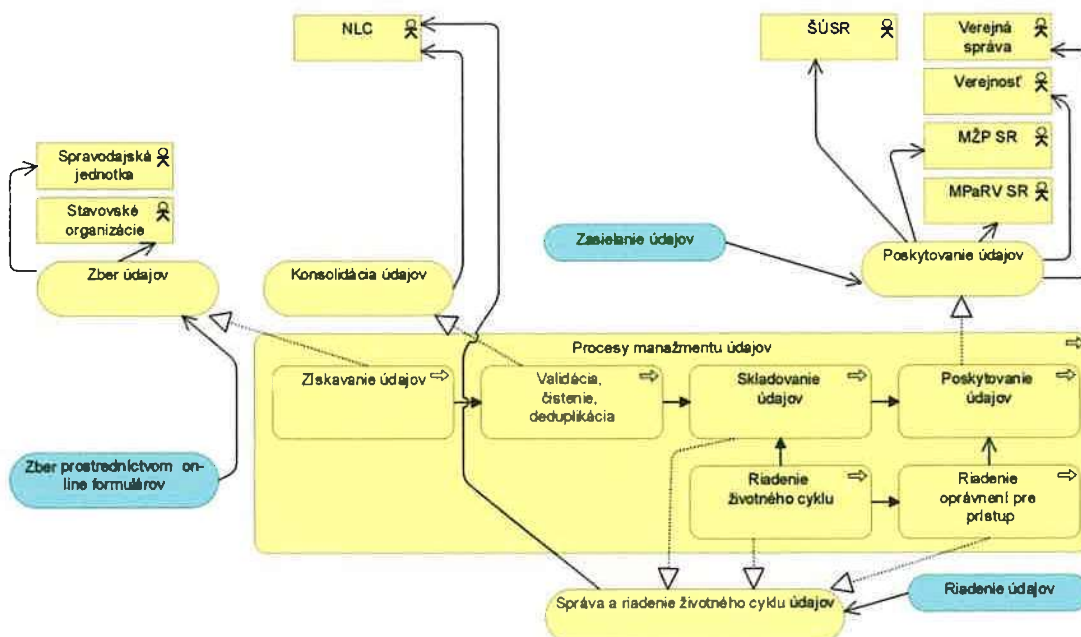 NLC
ŠÚSR
Verejná
správa
Verejnosť
MŽP SR
MPaRV SR
Spravodajská
jednotka
Stavovské
organizácie
Zasielanie údajov
Zber údajov
Konsolidácia údajov
Poskytovanie údajov
Procesy manažmentu údajov
Získavanie údajov
Validácia,
čistenie,
deduplikácia
Skladovanie
údajov
Poskytovanie
údajov
Zber prostredníctvom on-
line formulárov
Riadenie
životného cyklu
Riadenie
oprávnení pre
prístup
Správa a riadenie životného cyklu údajov
Riadenie údajov